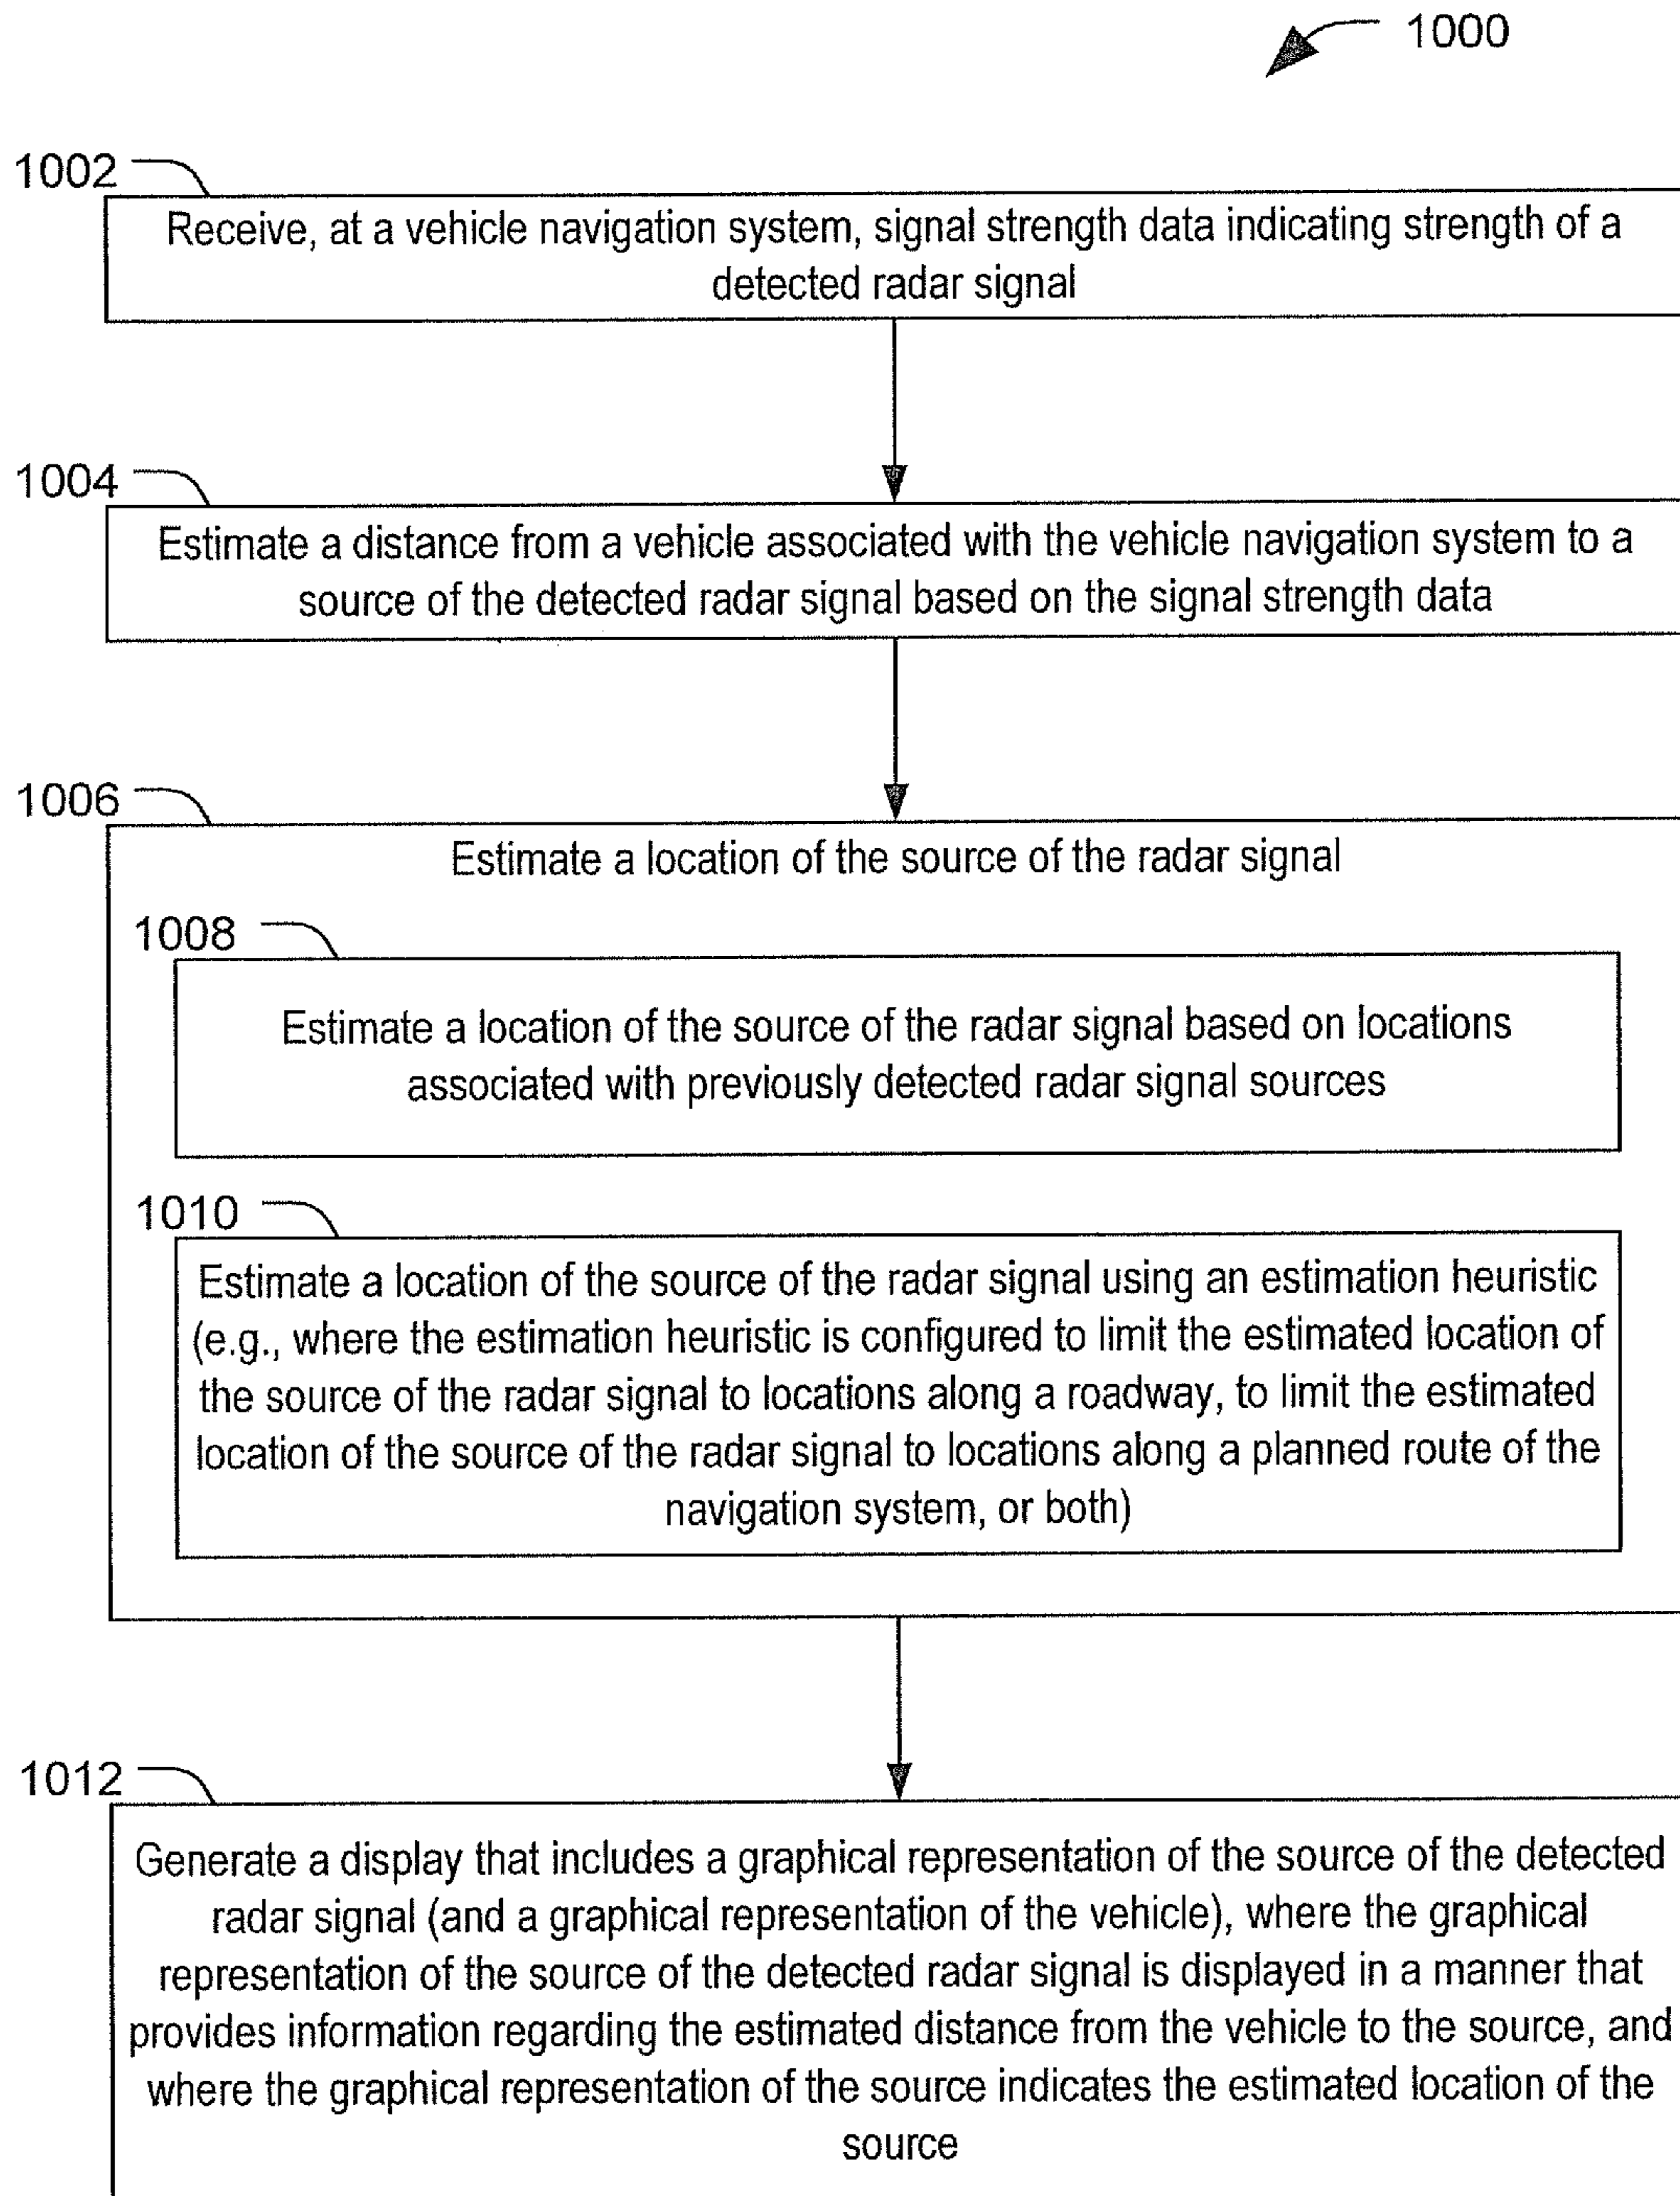 1000
1002
Receive, at a vehicle navigation system, signal strength data indicating strength of a
detected radar signal
1004
Estimate a distance from a vehicle associated with the vehicle navigation system to a
source of the detected radar signal based on the signal strength data
1006
Estimate a location of the source of the radar signal
1008
Estimate a location of the source of the radar signal based on locations
associated with previously detected radar signal sources
1010
Estimate a location of the source of the radar signal using an estimation heuristic
(e.g., where the estimation heuristic is configured to limit the estimated location of
the source of the radar signal to locations along a roadway, to limit the estimated
location of the source of the radar signal to locations along a planned route of the
navigation system, or both)
1012
Generate a display that includes a graphical representation of the source of the detected
radar signal (and a graphical representation of the vehicle), where the graphical
representation of the source of the detected radar signal is displayed in a manner that
provides information regarding the estimated distance from the vehicle to the source, and
where the graphical representation of the source indicates the estimated location of the
source